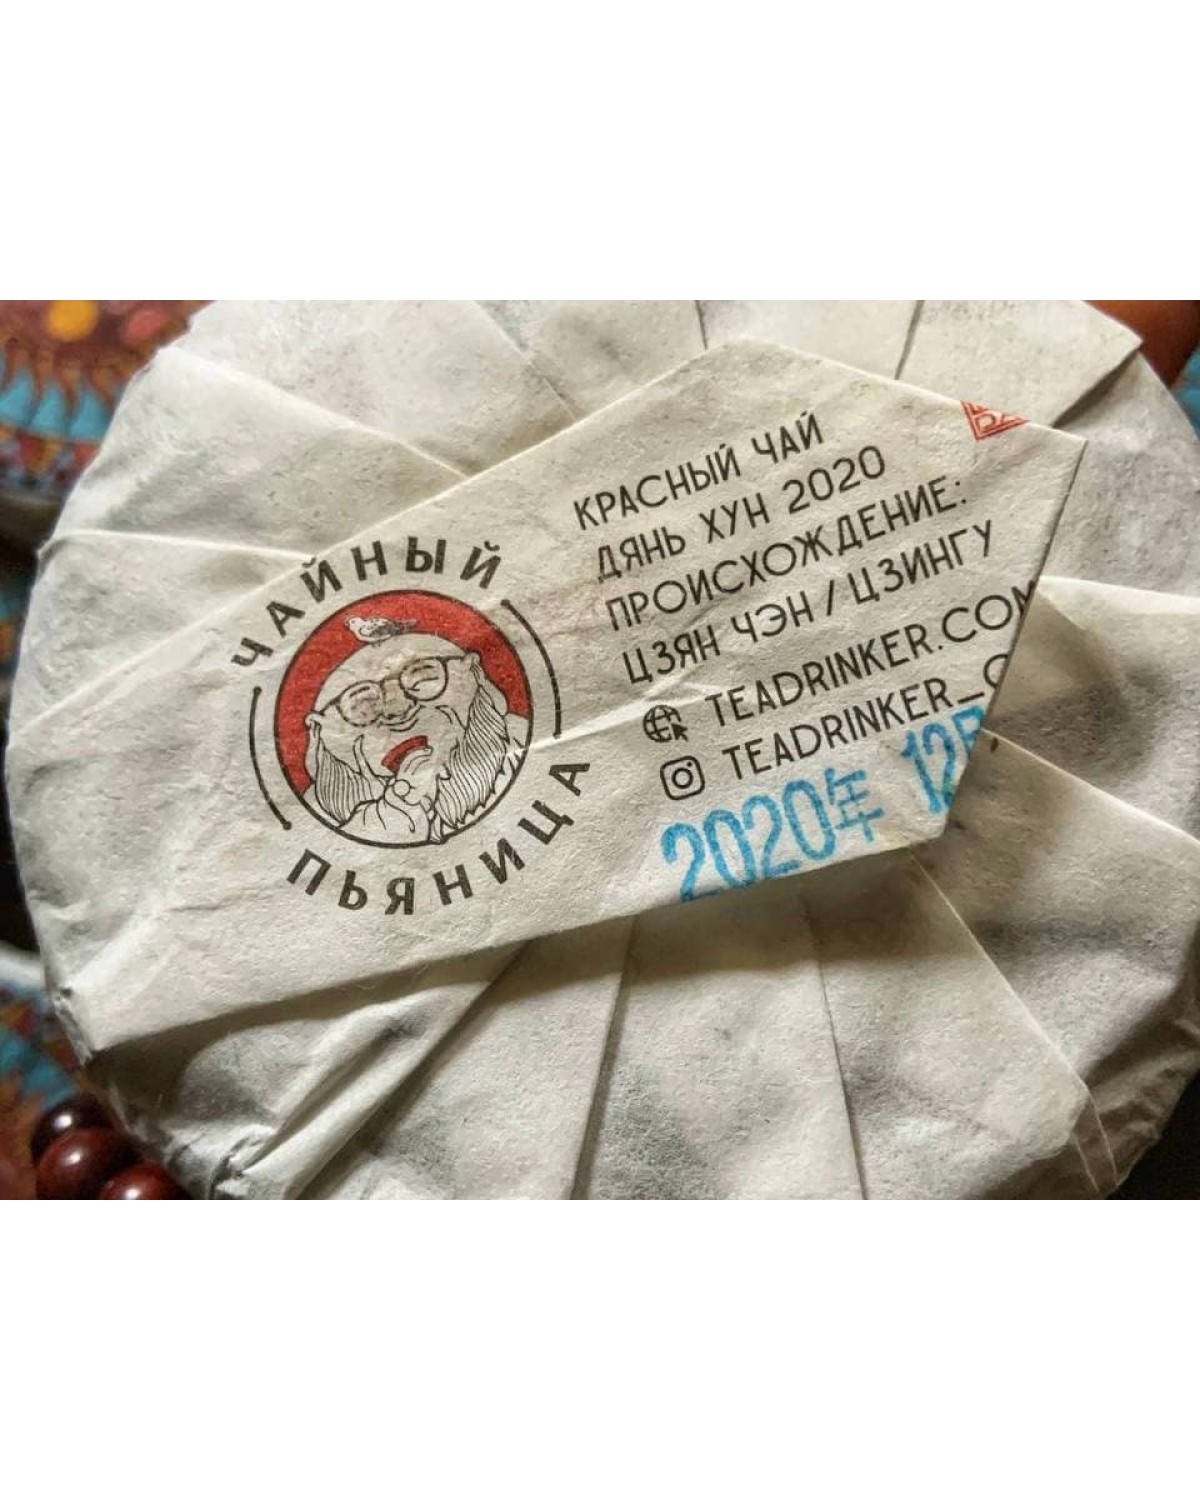 ЧАЙНЫЙ
ПЬЯНИЦА
КРАСНЫЙ ЧАЙ
ДЯНЬ ХУН 2020
ПРОИСХОЖДЕНИЕ:
ЦЗЯН ЧЭН / ЦЗИНГУ
TEADRINKER.COM
TEADRINKER_
2020年 12